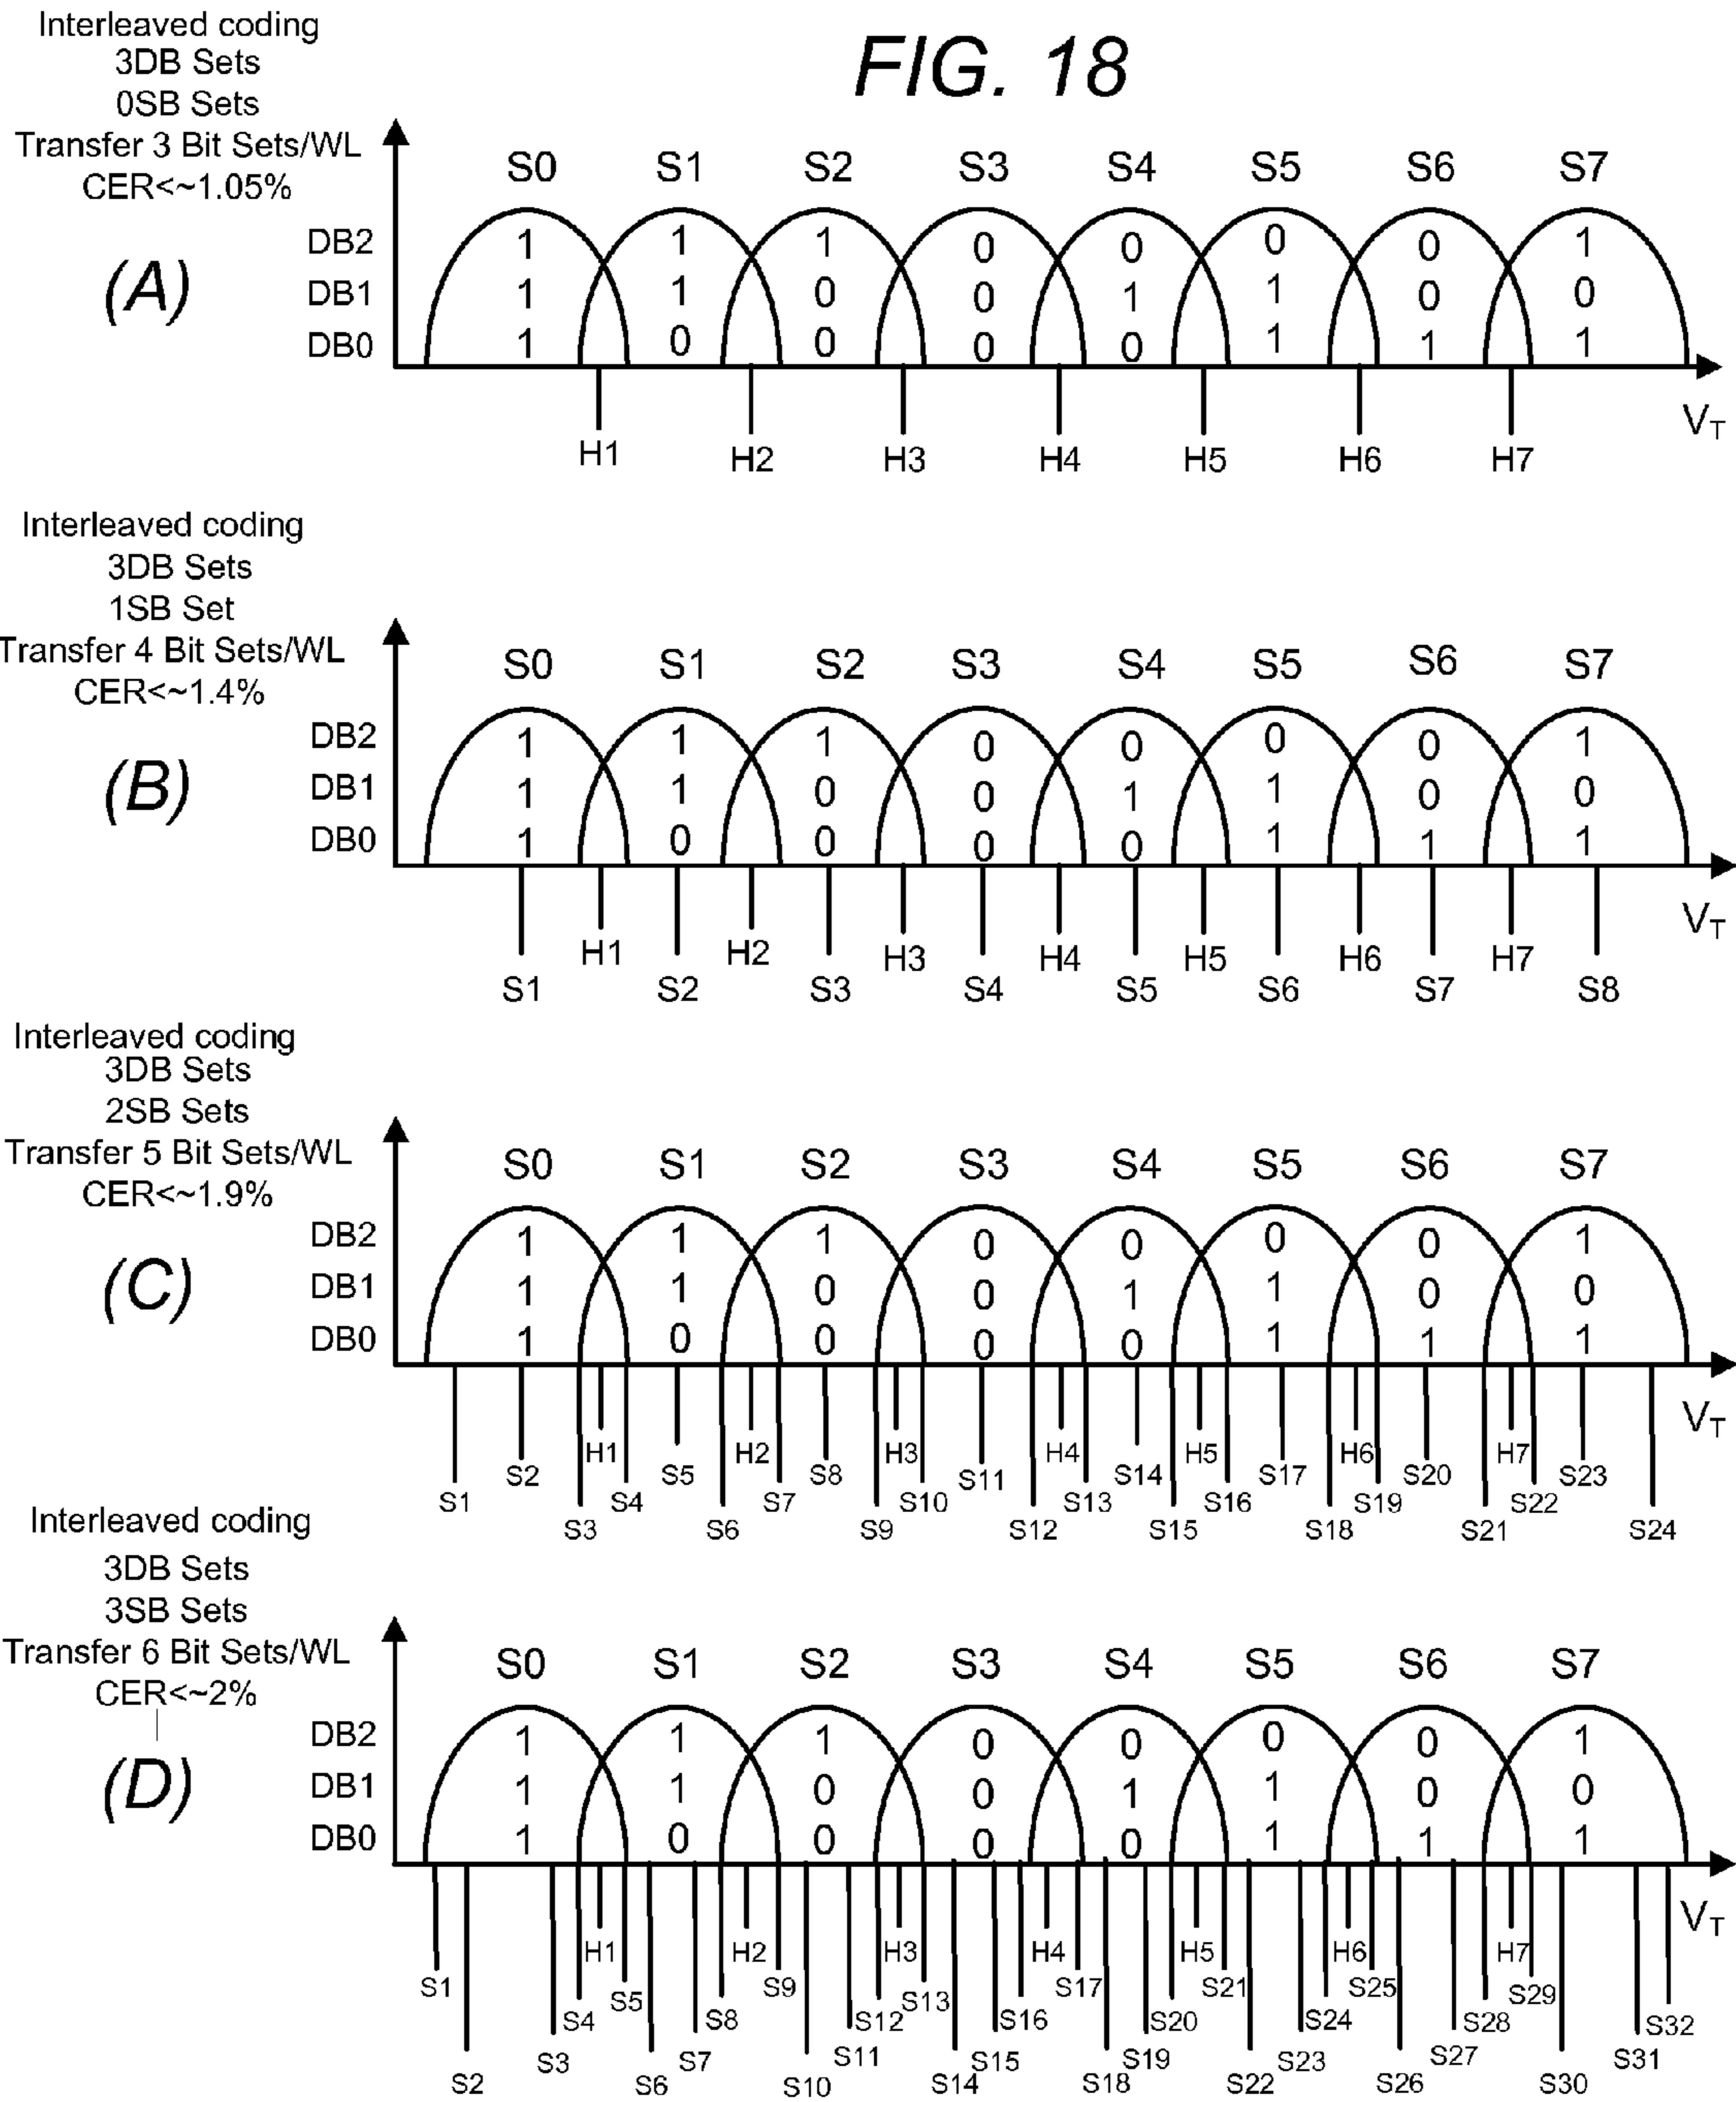 FIG. 18
Interleaved coding
3DB Sets
0SB Sets
Transfer 3 Bit Sets/WL
CER<~1.05%
(A)
S0 S1 S2 S3 S4 S5 S6 S7
DB2 1 1 1 0 0 0 0 1
DB1 1 1 0 0 1 1 0 0
DB0 1 0 0 0 0 1 1 1
VT
H1 H2 H3 H4 H5 H6 H7
Interleaved coding
3DB Sets
1SB Set
Transfer 4 Bit Sets/WL
CER<~1.4%
(B)
S0 S1 S2 S3 S4 S5 S6 S7
DB2 1 1 1 0 0 0 0 1
DB1 1 1 0 0 1 1 0 0
DB0 1 0 0 0 0 1 1 1
VT
H1 H2 H3 H4 H5 H6 H7
S1 S2 S3 S4 S5 S6 S7 S8
Interleaved coding
3DB Sets
2SB Sets
Transfer 5 Bit Sets/WL
CER<~1.9%
(C)
S0 S1 S2 S3 S4 S5 S6 S7
DB2 1 1 1 0 0 0 0 1
DB1 1 1 0 0 1 1 0 0
DB0 1 0 0 0 0 1 1 1
VT
H1 H2 H3 H4 H5 H6 H7
S2 S5 S8 S11 S14 S17 S20 S23
S1 S4 S7 S10 S13 S16 S19 S22
S3 S6 S9 S12 S15 S18 S21 S24
Interleaved coding
3DB Sets
3SB Sets
Transfer 6 Bit Sets/WL
CER<~2%
(D)
S0 S1 S2 S3 S4 S5 S6 S7
DB2 1 1 1 0 0 0 0 1
DB1 1 1 0 0 1 1 0 0
DB0 1 0 0 0 0 1 1 1
VT
H1 H2 H3 H4 H5 H6 H7
S1 S5 S9 S13 S17 S21 S25 S29
S4 S8 S12 S16 S20 S24 S28 S32
S3 S7 S11 S15 S19 S23 S27 S31
S2 S6 S10 S14 S18 S22 S26 S30